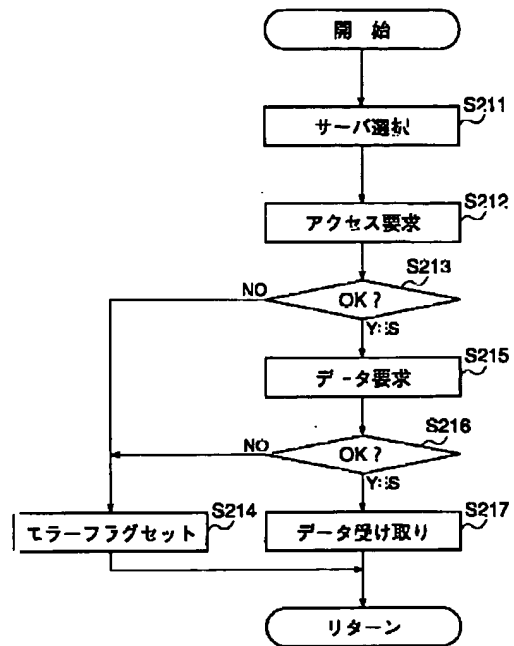 開 始
S211
サーバ選択
S212
アクセス要求
S213
NO
OK?
YES
S215
データ要求
S216
NO
OK?
YES
S214
エラーフラグセット
S217
データ受け取り
リターン